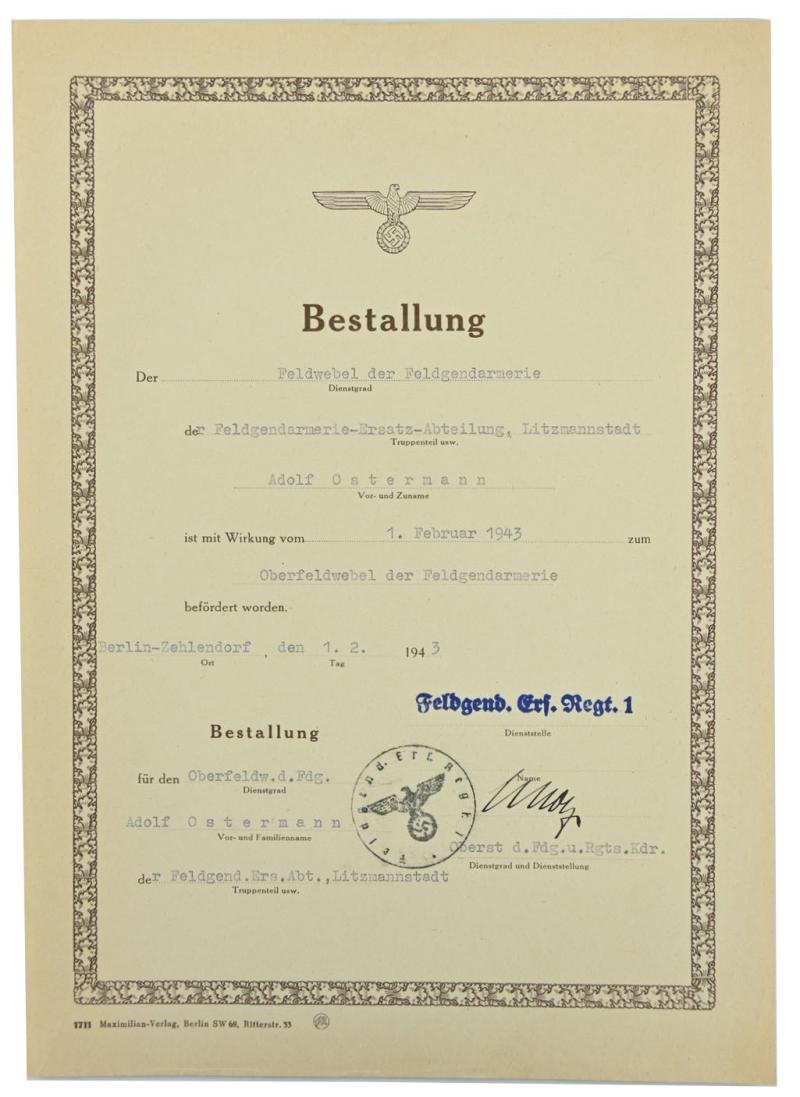 Bestallung
Der Feldwebel der Feldgendarmerie
Dienstgrad
der Feldgendarmerie-Ersatz-Abteilung, Litzmannstadt
Truppenteil usw.
Adolf Ostermann
Vor- und Zuname
ist mit Wirkung vom 1. Februar 1943 zum
Oberfeldwebel der Feldgendarmerie
befördert worden.
Berlin-Zehlendorf, den 1. 2. 1943
Ort Tag
Feldgend. Ers. Regt. 1
Dienststelle
Bestallung
für den Oberfeldw.d.Fdg.
Dienstgrad
Name
Adolf Ostermann
Vor- und Familienname
Feldgend. Ers. Regt. 1
Oberst d.Fdg.u.Rgts.Kdr.
Dienstgrad und Dienststellung
der Feldgend.Ers.Abt.,Litzmannstadt
Truppenteil usw.
1711 Maximilian-Verlag, Berlin SW 68, Ritterstr. 33